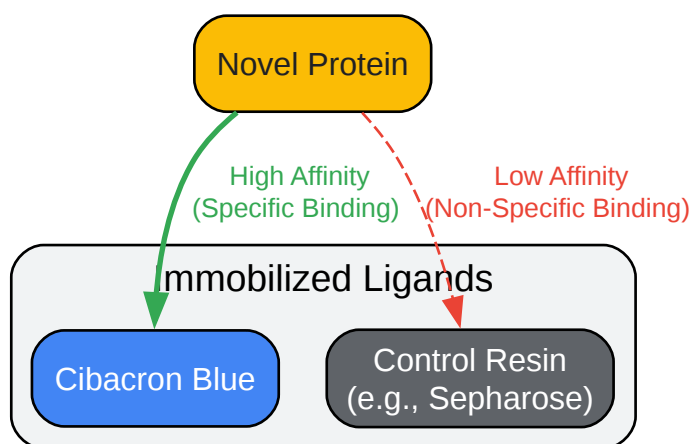 Novel Protein
High Affinity
(Specific Binding)
Low Affinity
(Non-Specific Binding)
Immobilized Ligands
Cibacron Blue
Control Resin
(e.g., Sepharose)